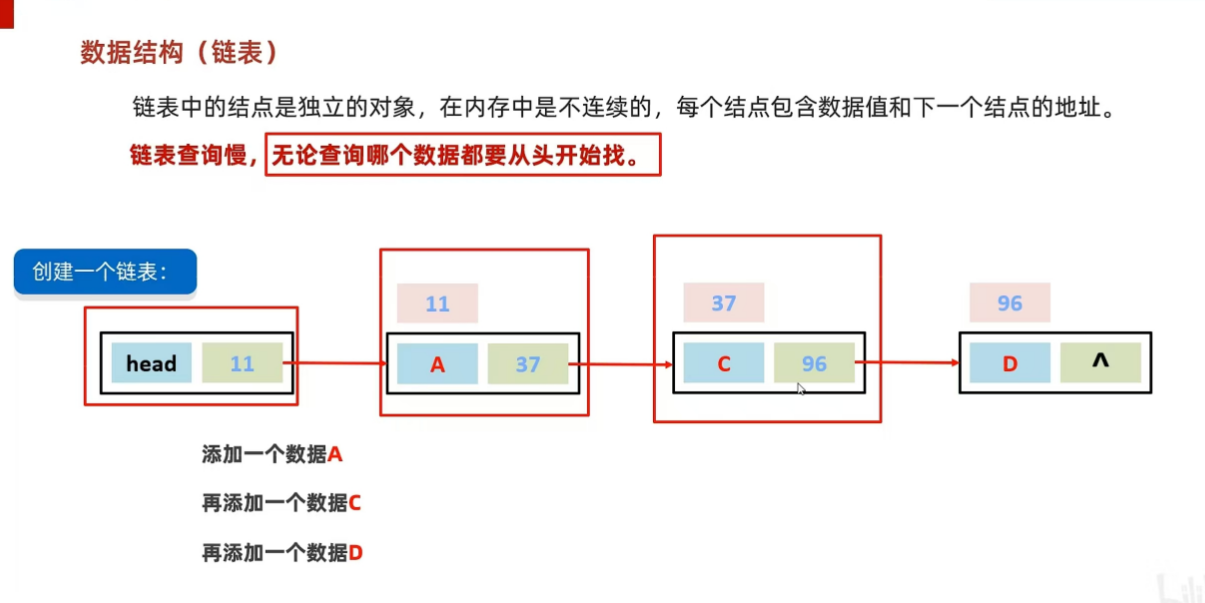 数据结构（链表）
链表中的结点是独立的对象，在内存中是不连续的，每个结点包含数据值和下一个结点的地址。
链表查询慢，无论查询哪个数据都要从头开始找。
创建一个链表：
11 37 96
head 11 A 37 C 96 D ^
添加一个数据A
再添加一个数据C
再添加一个数据D